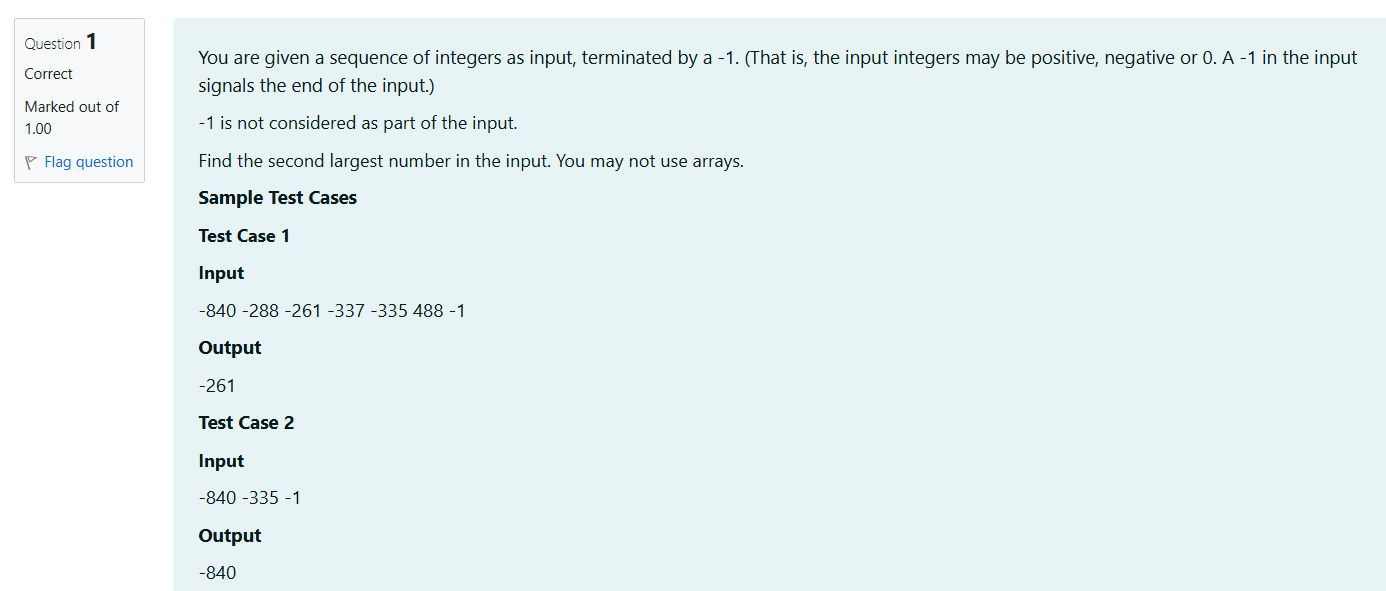 Question 1
Correct
Marked out of
1.00
Flag question
You are given a sequence of integers as input, terminated by a -1. (That is, the input integers may be positive, negative or 0. A -1 in the input
signals the end of the input.)
-1 is not considered as part of the input.
Find the second largest number in the input. You may not use arrays.
Sample Test Cases
Test Case 1
Input
-840 -288 -261 -337 -335 488 -1
Output
-261
Test Case 2
Input
-840 -335 -1
Output
-840